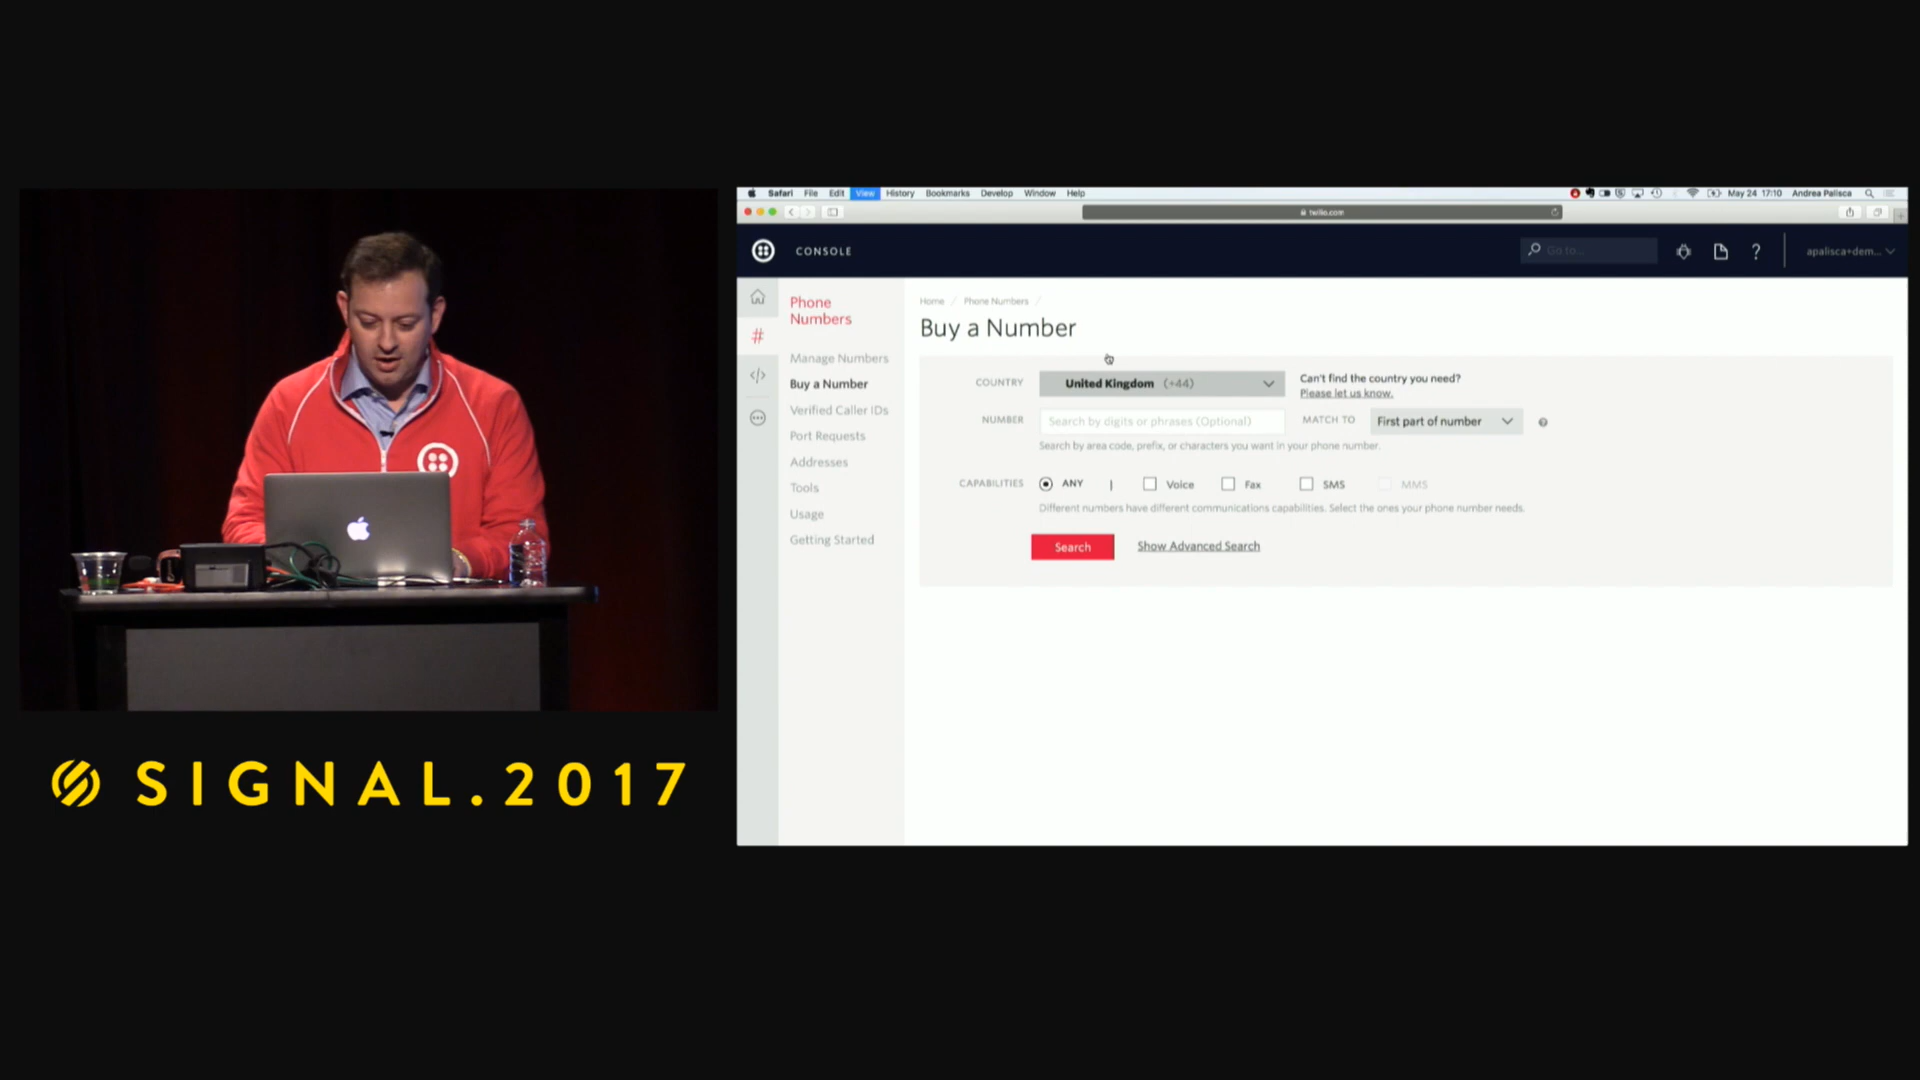 Safari File Edit View History Bookmarks Develop Window Help May 24 17:10 Andrea Palisca
twilio.com
CONSOLE Go to... ? apalisca+dem...
Phone
Numbers
Manage Numbers
Buy a Number
Verified Caller IDs
Port Requests
Addresses
Tools
Usage
Getting Started
Home / Phone Numbers /
Buy a Number
COUNTRY United Kingdom (+44) Can't find the country you need?
Please let us know.
NUMBER Search by digits or phrases (Optional) MATCH TO First part of number
Search by area code, prefix, or characters you want in your phone number.
CAPABILITIES ANY | Voice Fax SMS MMS
Different numbers have different communications capabilities. Select the ones your phone number needs.
Search Show Advanced Search
SIGNAL.2017